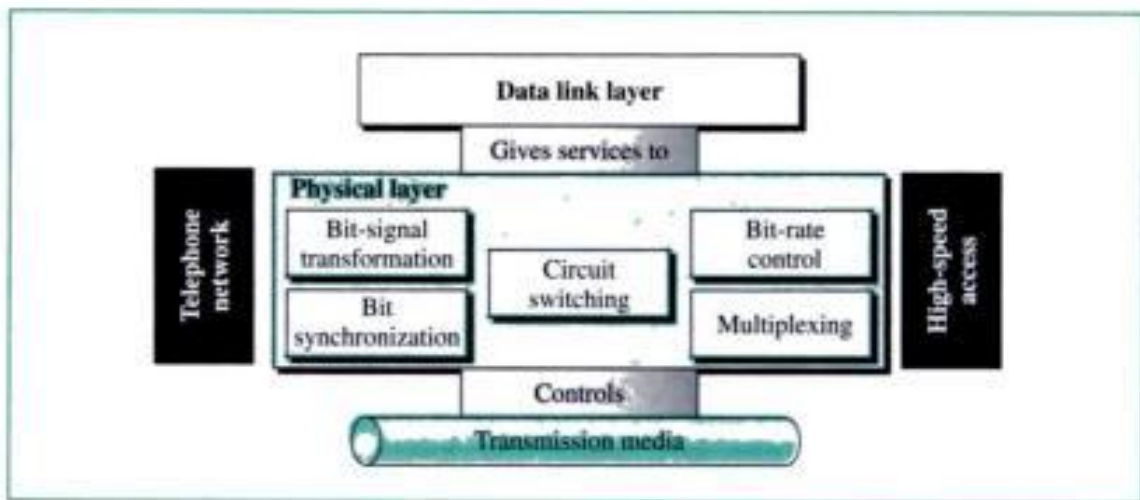 Data link layer
Gives services to
Telephone
network
Physical layer
Bit-signal
transformation
Bit
synchronization
Circuit
switching
Bit-rate
control
Multiplexing
High-speed
access
Controls
Transmission media